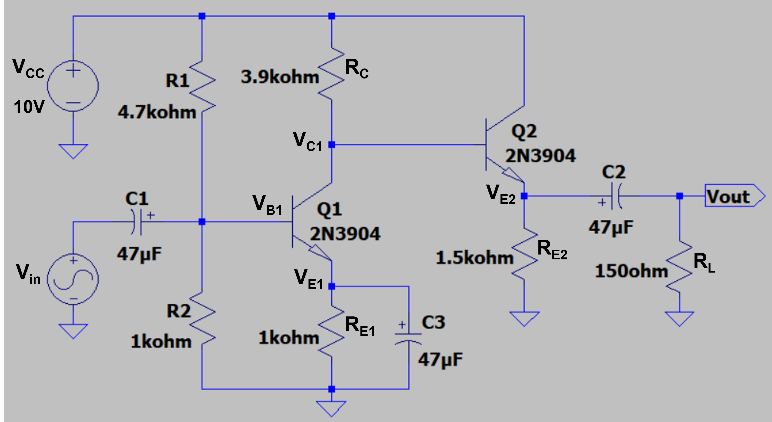 VCC
10V
R1
4.7kohm
3.9kohm
RC
VC1
Q2
2N3904
C1
47µF
VB1
Q1
2N3904
VE2
C2
47µF
Vout
Vin
VE1
1.5kohm
RE2
150ohm
RL
R2
1kohm
1kohm
RE1
C3
47µF